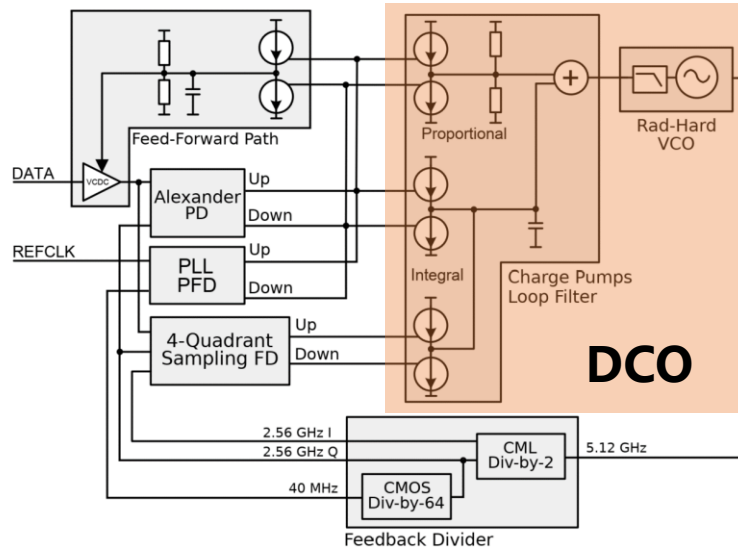 Feed-Forward Path
Proportional
Rad-Hard
VCO
DATA
VCDC
Alexander
PD
Up
Down
REFCLK
PLL
PFD
Up
Down
Integral
Charge Pumps
Loop Filter
4-Quadrant
Sampling FD
Up
Down
DCO
2.56 GHz I
2.56 GHz Q
CML
Div-by-2
5.12 GHz
40 MHz
CMOS
Div-by-64
Feedback Divider